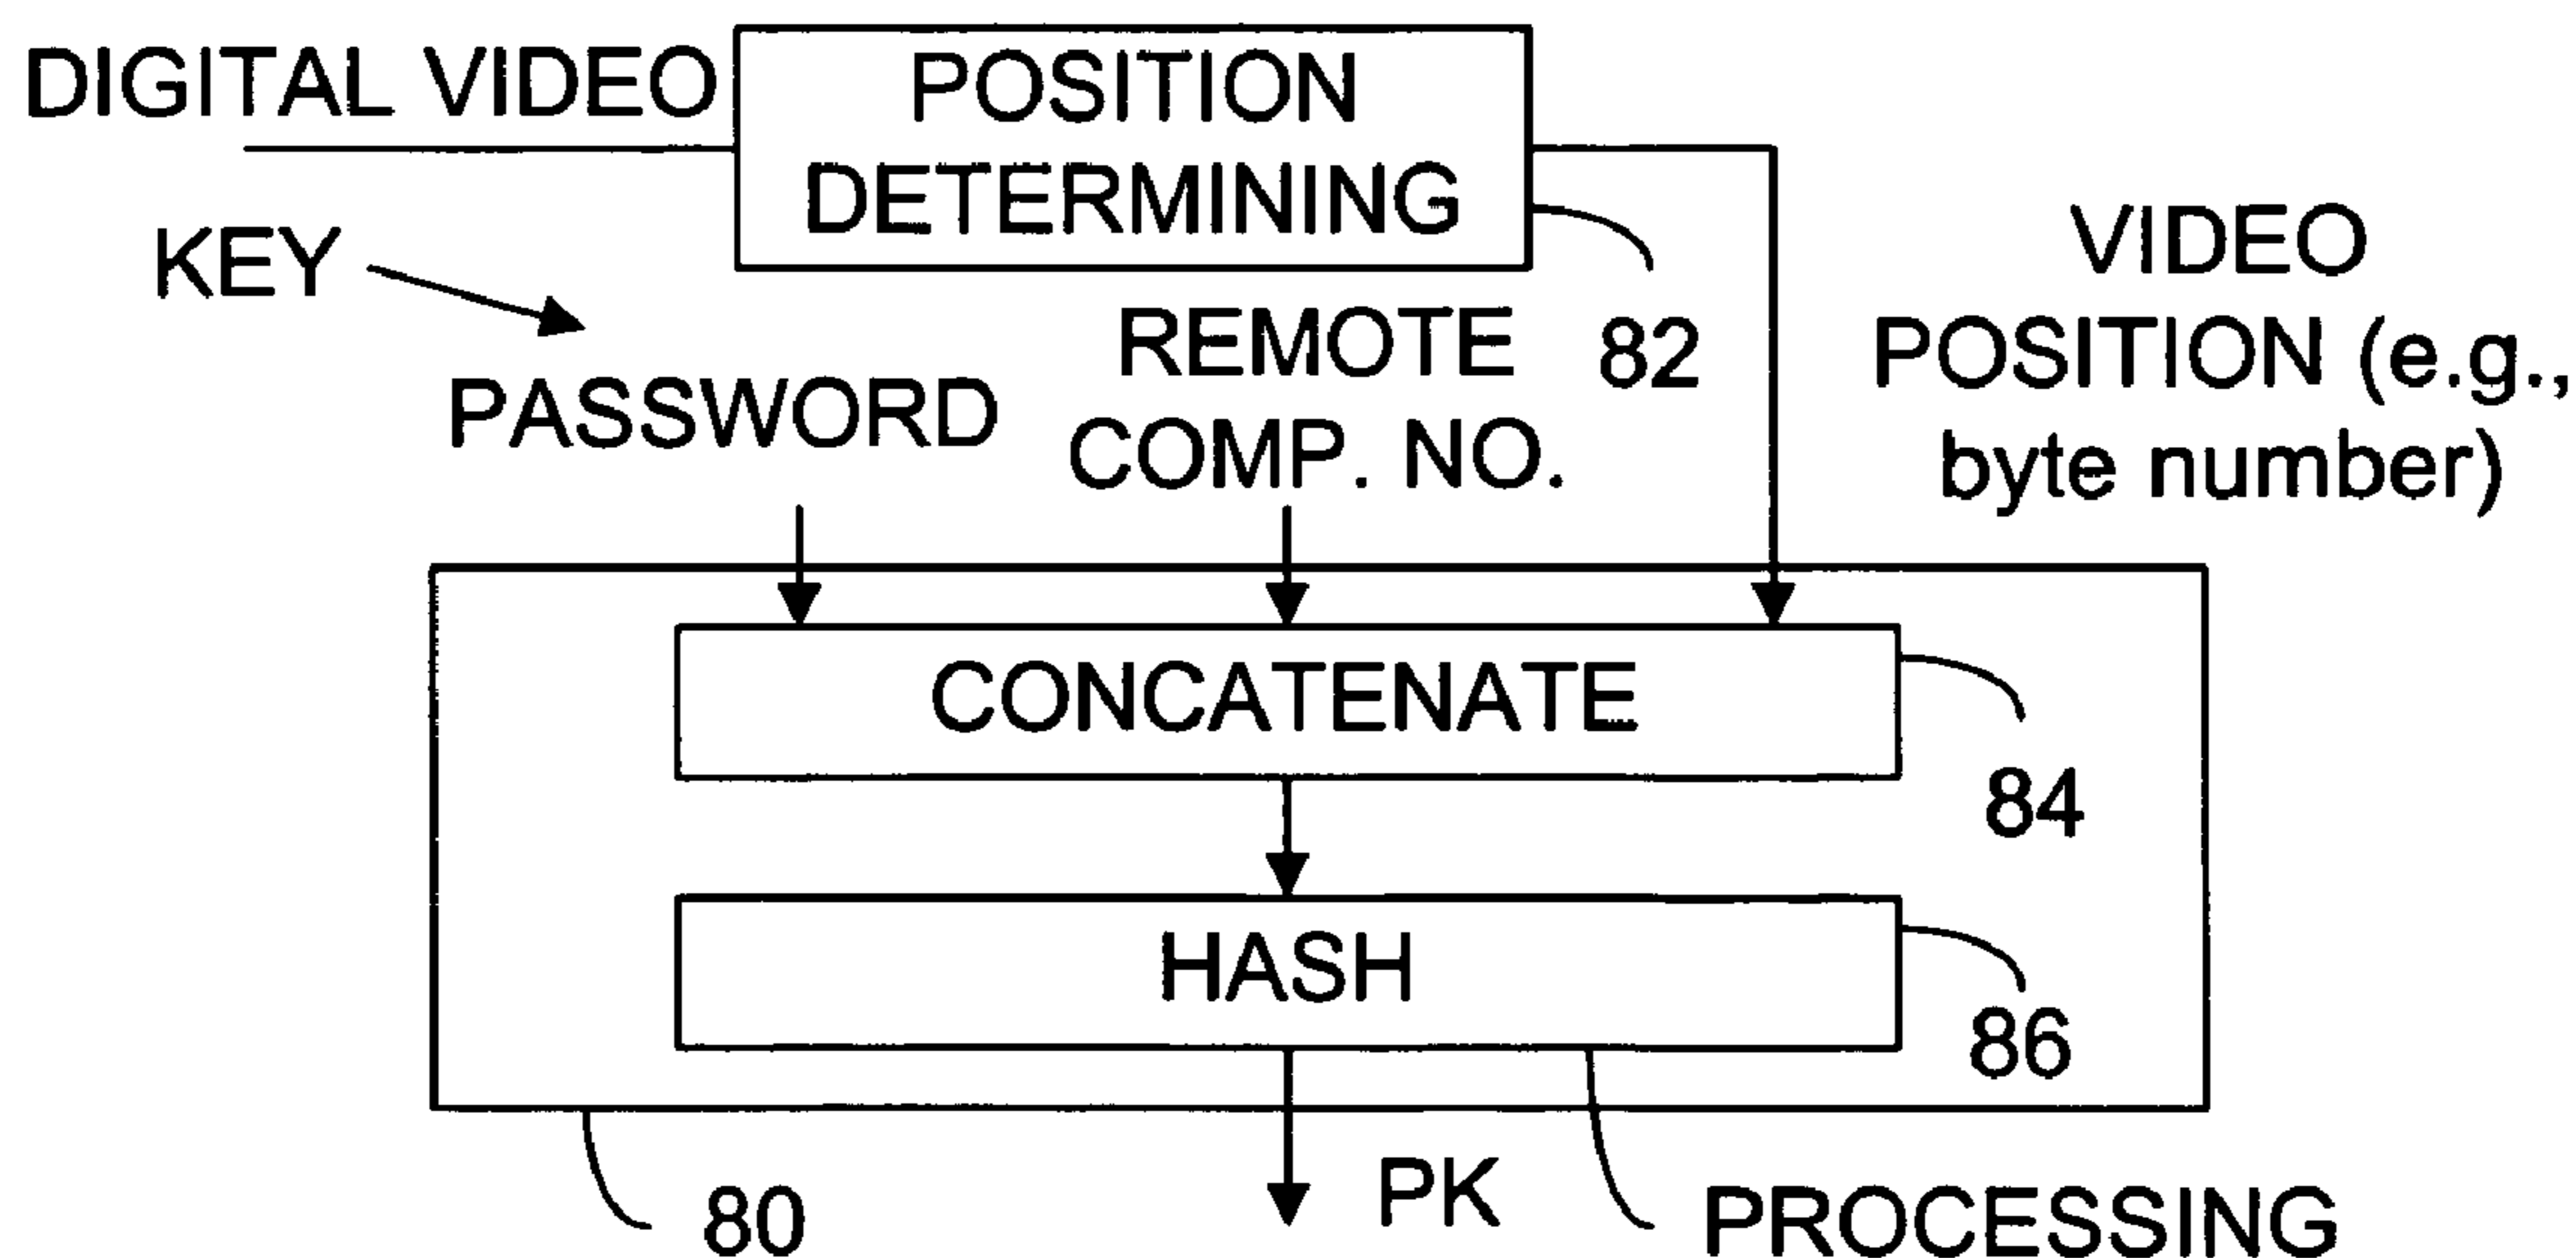 DIGITAL VIDEO
POSITION
DETERMINING
KEY
PASSWORD
REMOTE
COMP. NO.
82
VIDEO
POSITION (e.g.,
byte number)
CONCATENATE
84
HASH
86
80
PK
PROCESSING